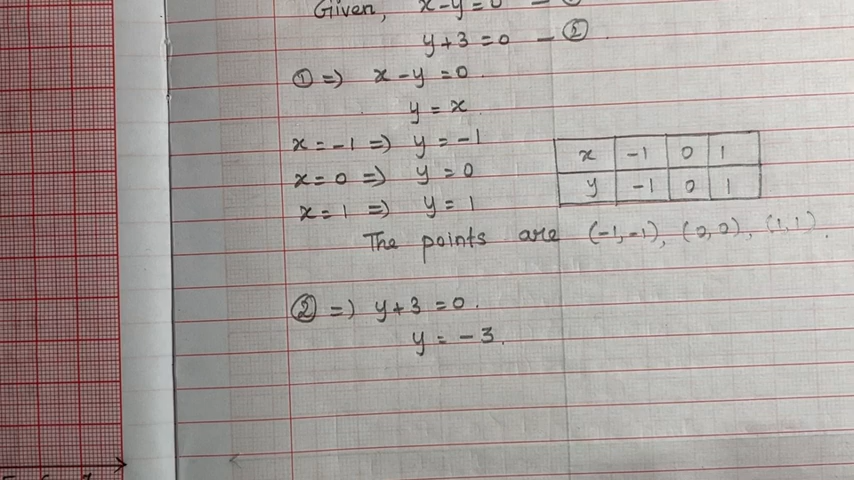 Given, x-y=0 -
y+3=0 - ②
① => x-y=0.
y=x
x=-1 => y=-1
x=0 => y=0
x=1 => y=1
x -1 0 1
y -1 0 1
The points are (-1,-1), (0,0), (1,1).
② => y+3=0.
y=-3.